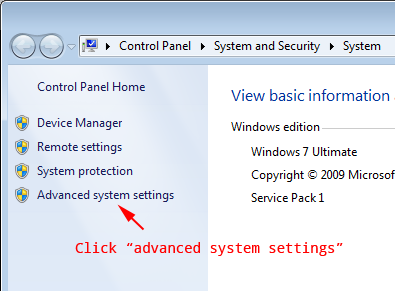 Control Panel System and Security System
Control Panel Home
Device Manager
Remote settings
System protection
Advanced system settings
Click “advanced system settings”
View basic information
Windows edition
Windows 7 Ultimate
Copyright © 2009 Microsof
Service Pack 1